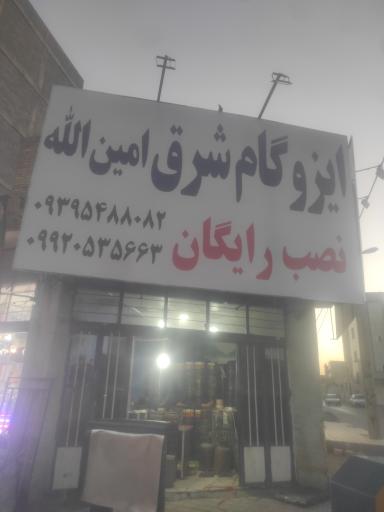 ایزوگام شرق امین الله
نصب رایگان
۰۹۳۹۵۴۸۸۰۸۲
۰۹۹۲۰۵۳۵۶۶۳